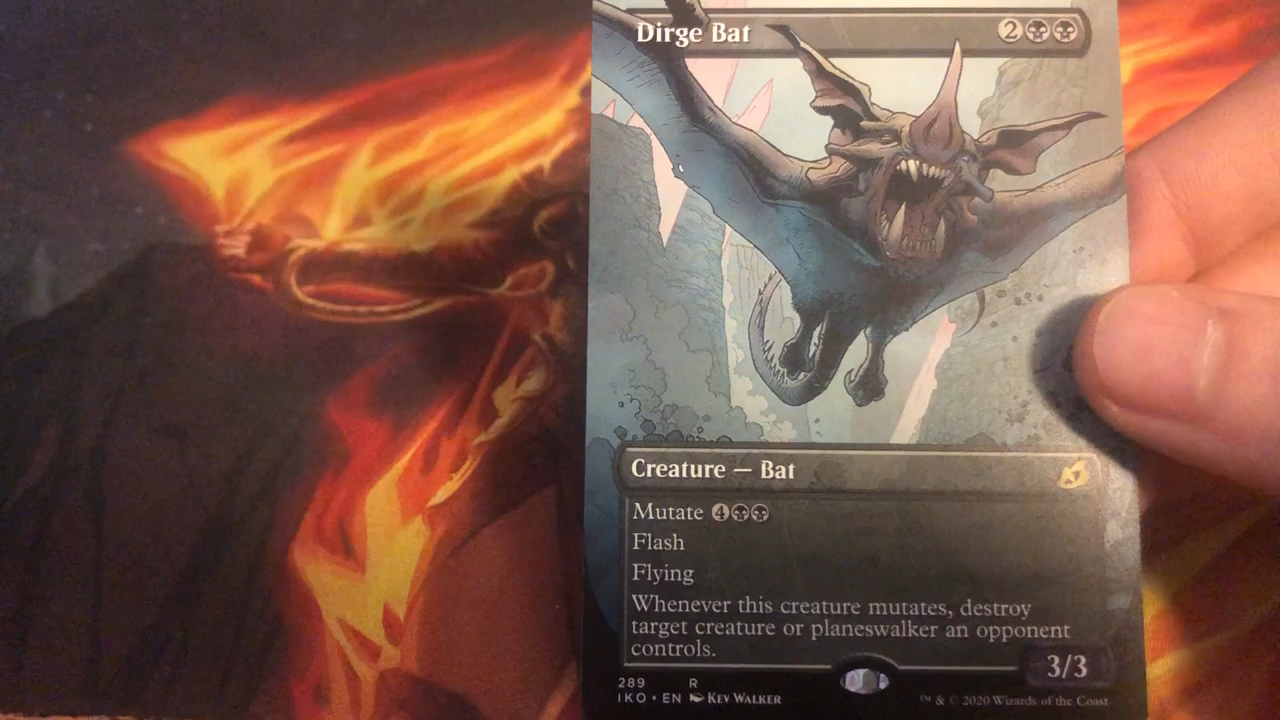 Dirge Bat 2
Creature — Bat
Mutate 4
Flash
Flying
Whenever this creature mutates, destroy
target creature or planeswalker an opponent
controls.
3/3
289 R
IKO • EN KEV WALKER
™ & © 2020 Wizards of the Coast